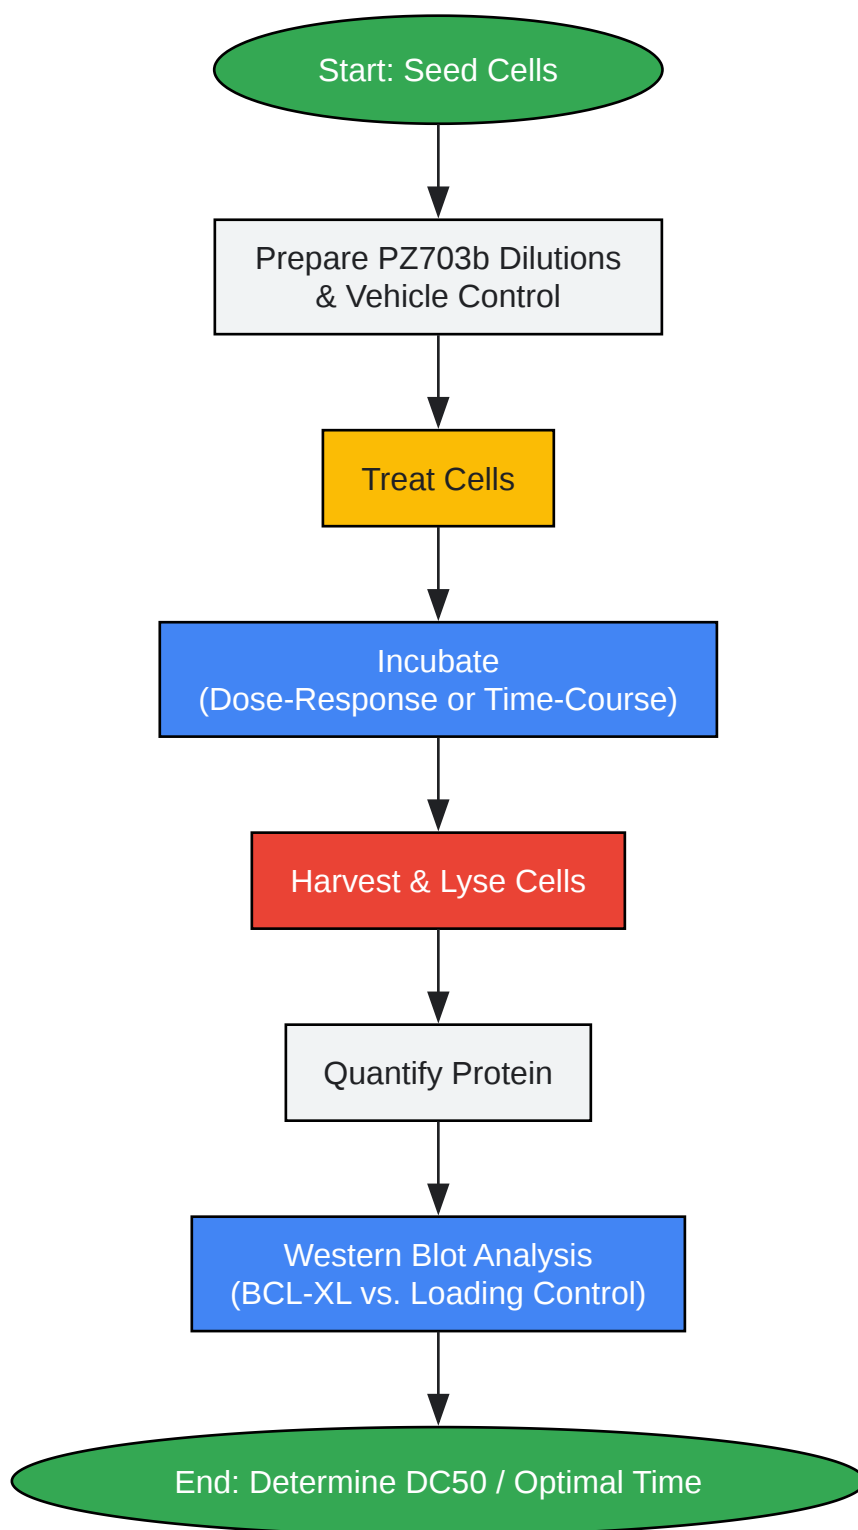 Start: Seed Cells
Prepare PZ703b Dilutions
& Vehicle Control
Treat Cells
Incubate
(Dose-Response or Time-Course)
Harvest & Lyse Cells
Quantify Protein
Western Blot Analysis
(BCL-XL vs. Loading Control)
End: Determine DC50 / Optimal Time